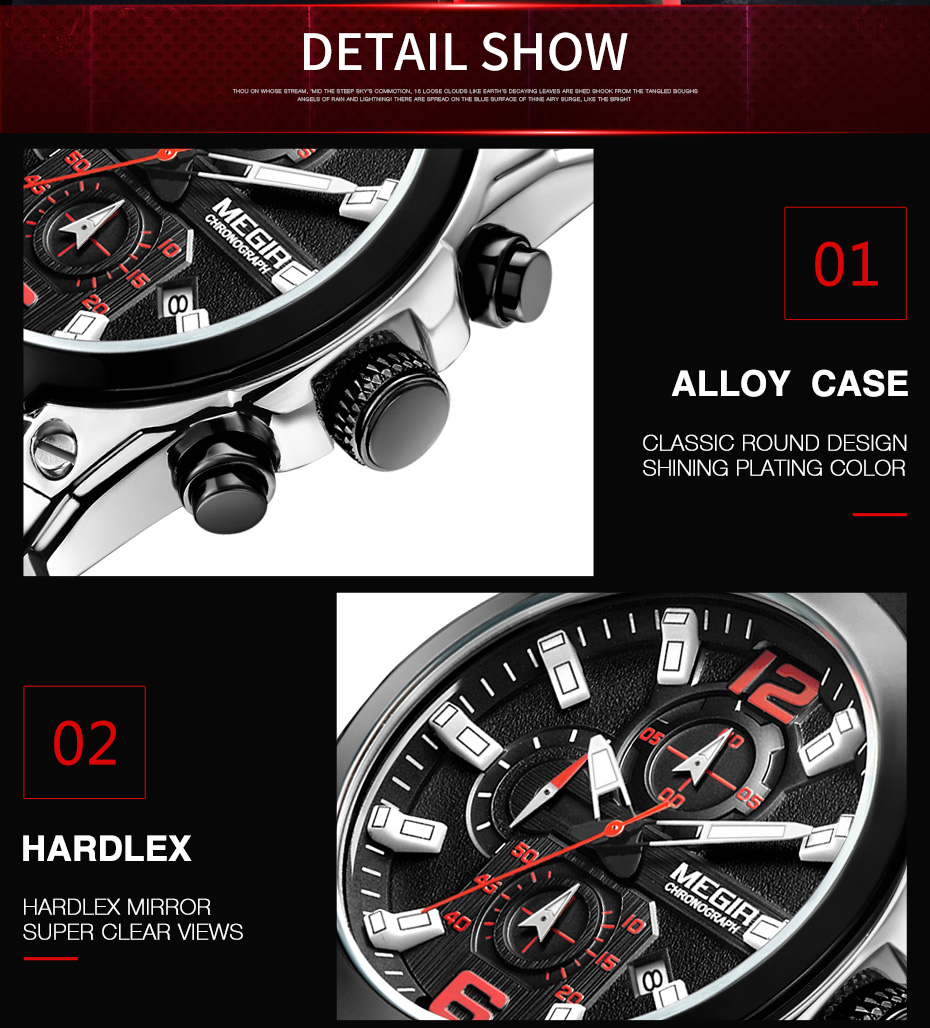 DETAIL SHOW
THOU ON WHOSE STREAM, 'MID THE STEEP SKY'S COMMOTION, 15 LOOSE CLOUDS LIKE EARTH'S DECAYING LEAVES ARE SHED SHOOK FROM THE TANGLED BOUGHS
ANGELS OF RAIN AND LIGHTNING! THERE ARE SPREAD ON THE BLUE SURFACE OF THINE AIRY SURGE, LIKE THE BRIGHT
50
45
MEGIR
CHRONOGRAPH
10
15
20
8
01
ALLOY CASE
CLASSIC ROUND DESIGN
SHINING PLATING COLOR
02
HARDLEX
HARDLEX MIRROR
SUPER CLEAR VIEWS
12
05
00
05
50
45
40
MEGIR
CHRONOGRAPH
10
15
20
8
6